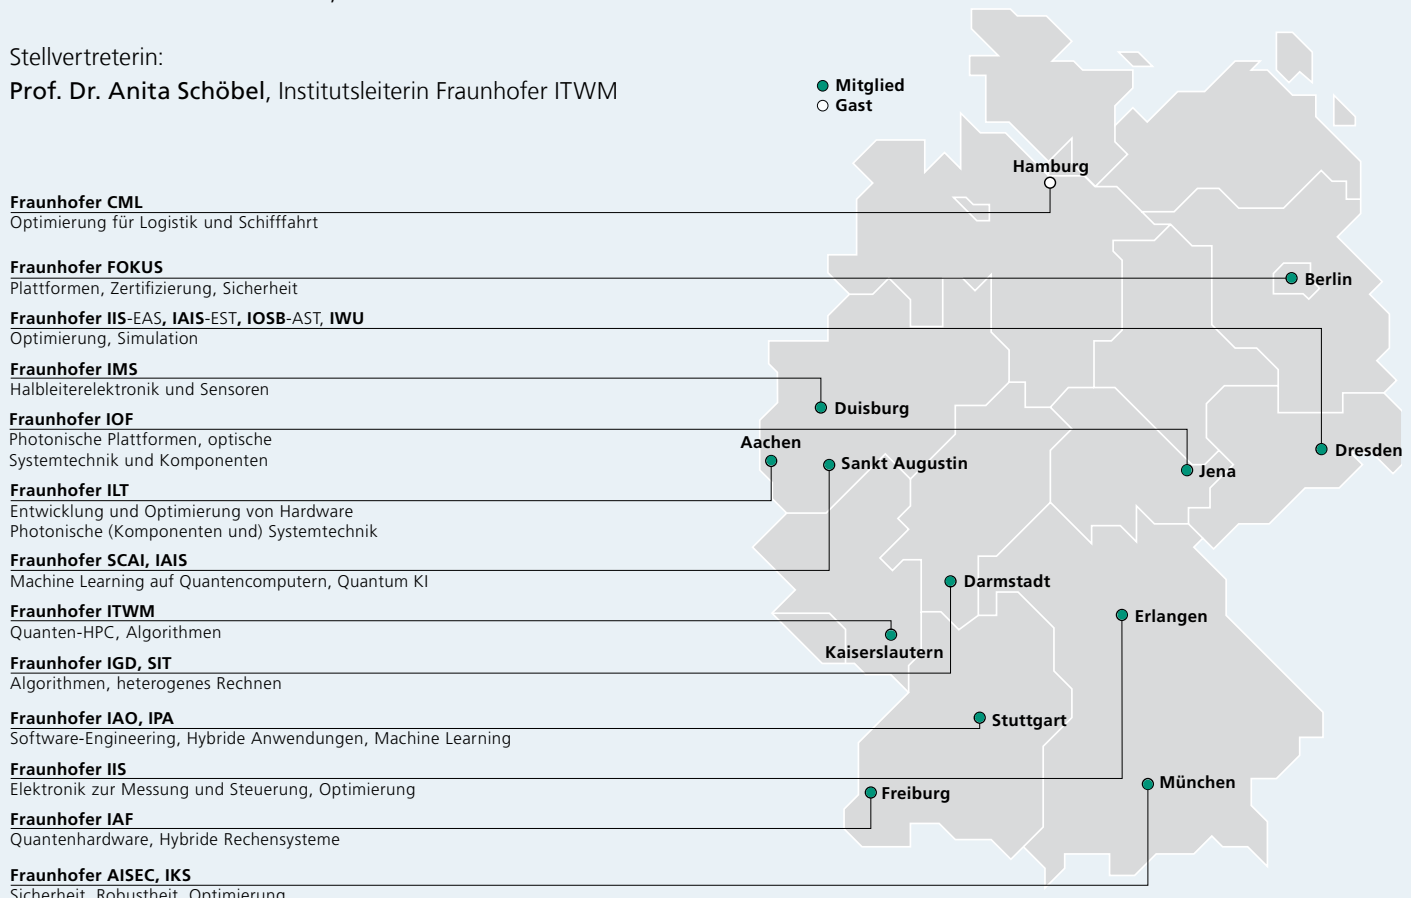 Stellvertreterin:
Prof. Dr. Anita Schöbel, Institutsleiterin Fraunhofer ITWM
Mitglied
Gast
Hamburg
Fraunhofer CML
Optimierung für Logistik und Schifffahrt
Fraunhofer FOKUS
Plattformen, Zertifizierung, Sicherheit
Berlin
Fraunhofer IIS-EAS, IAIS-EST, IOSB-AST, IWU
Optimierung, Simulation
Fraunhofer IMS
Halbleiterelektronik und Sensoren
Duisburg
Fraunhofer IOF
Photonische Plattformen, optische
Systemtechnik und Komponenten
Aachen
Sankt Augustin
Jena
Dresden
Fraunhofer ILT
Entwicklung und Optimierung von Hardware
Photonische (Komponenten und) Systemtechnik
Fraunhofer SCAI, IAIS
Machine Learning auf Quantencomputern, Quantum KI
Darmstadt
Fraunhofer ITWM
Quanten-HPC, Algorithmen
Erlangen
Kaiserslautern
Fraunhofer IGD, SIT
Algorithmen, heterogenes Rechnen
Fraunhofer IAO, IPA
Software-Engineering, Hybride Anwendungen, Machine Learning
Stuttgart
Fraunhofer IIS
Elektronik zur Messung und Steuerung, Optimierung
München
Freiburg
Fraunhofer IAF
Quantenhardware, Hybride Rechensysteme
Fraunhofer AISEC, IKS
Sicherheit, Robustheit, Optimierung